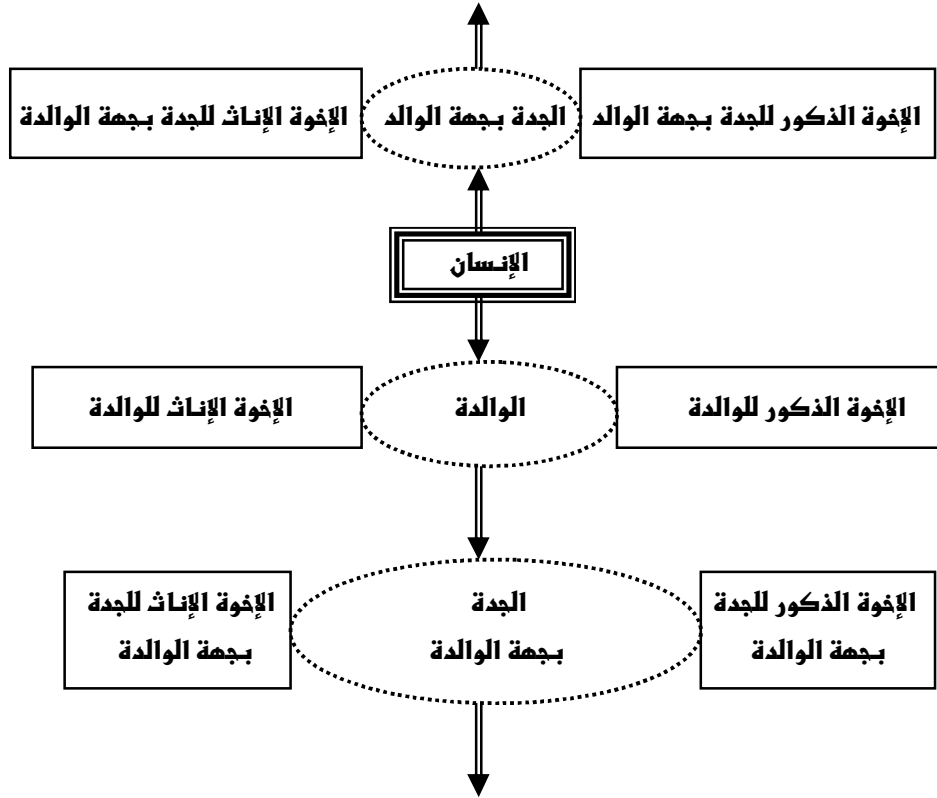 الإخوة الذكور للجدة بجهة الوالد
الجدة بجهة الوالد
الإخوة الإناث للجدة بجهة الوالدة
الإنسان
الإخوة الذكور للوالدة
الوالدة
الإخوة الإناث للوالدة
الإخوة الذكور للجدة
بجهة الوالدة
الجدة
بجهة الوالدة
الإخوة الإناث للجدة
بجهة الوالدة